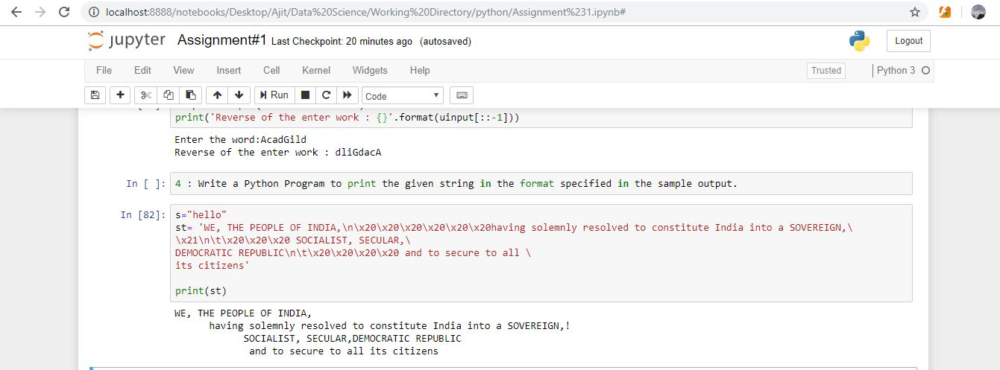 localhost:8888/notebooks/Desktop/Ajit/Data%20Science/Working%20Directory/python/Assignment%231.ipynb#
jupyter Assignment#1 Last Checkpoint: 20 minutes ago (autosaved)
Logout
File Edit View Insert Cell Kernel Widgets Help
Trusted
Python 3
Run
Code
print('Reverse of the enter work : {}'.format(uinput[::-1]))
Enter the word:AcadGild
Reverse of the enter work : dliGdacA
In [ ]: 4 : Write a Python Program to print the given string in the format specified in the sample output.
In [82]: s="hello"
st= 'WE, THE PEOPLE OF INDIA,\n\x20\x20\x20\x20\x20\x20having solemnly resolved to constitute India into a SOVEREIGN,\
\x21\n\t\x20\x20\x20 SOCIALIST, SECULAR,\
DEMOCRATIC REPUBLIC\n\t\x20\x20\x20\x20 and to secure to all \
its citizens'
print(st)
WE, THE PEOPLE OF INDIA,
      having solemnly resolved to constitute India into a SOVEREIGN,!
            SOCIALIST, SECULAR,DEMOCRATIC REPUBLIC
             and to secure to all its citizens